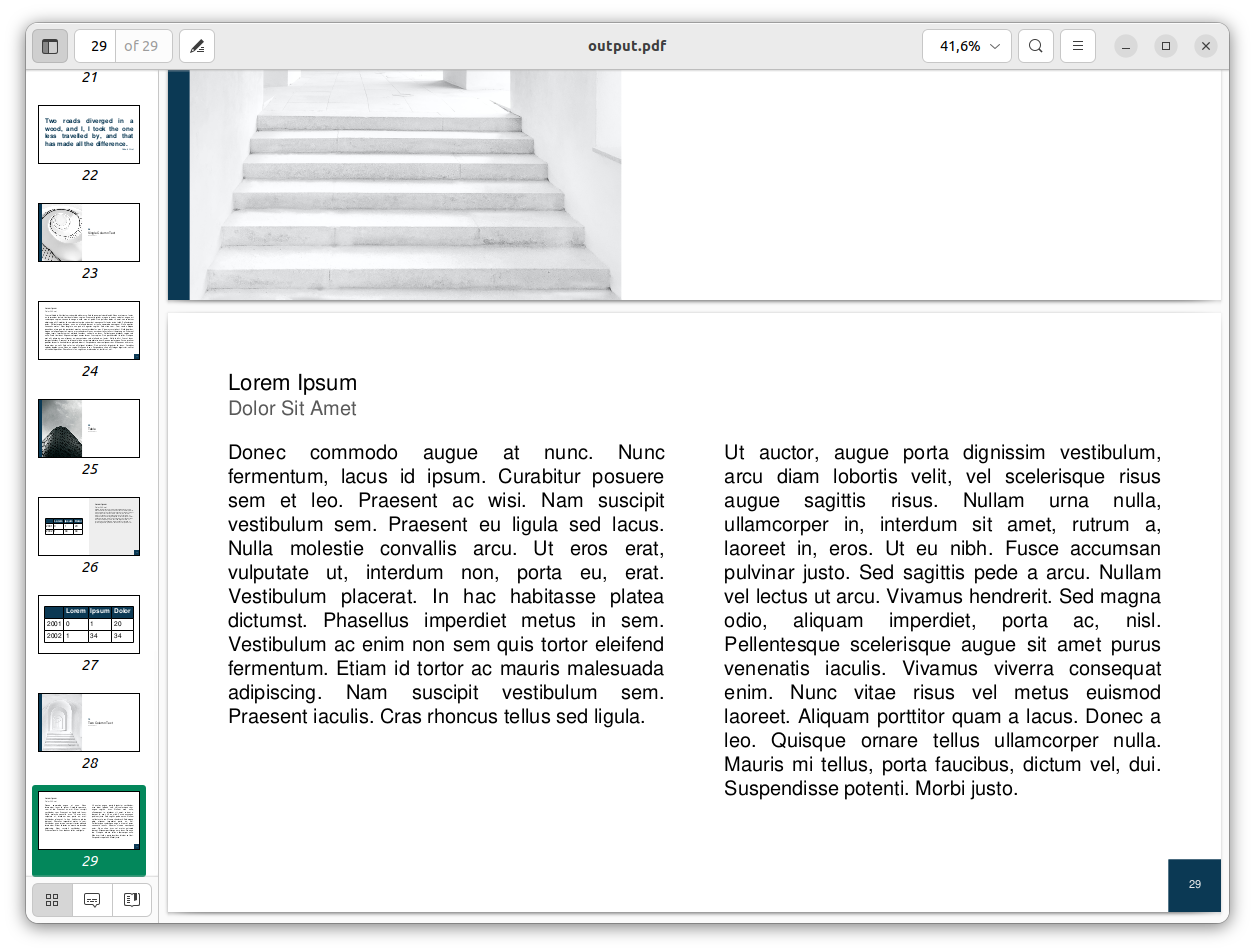 29 of 29
output.pdf
41,6%
21
Two roads diverged in a
wood, and I, I took the one
less travelled by, and that
has made all the difference.
22
23
24
25
26
Lorem Ipsum Dolor
2001 0 1 20
2002 1 34 34
27
28
29
Lorem Ipsum
Dolor Sit Amet
Donec commodo augue at nunc. Nunc
fermentum, lacus id ipsum. Curabitur posuere
sem et leo. Praesent ac wisi. Nam suscipit
vestibulum sem. Praesent eu ligula sed lacus.
Nulla molestie convallis arcu. Ut eros erat,
vulputate ut, interdum non, porta eu, erat.
Vestibulum placerat. In hac habitasse platea
dictumst. Phasellus imperdiet metus in sem.
Vestibulum ac enim non sem quis tortor eleifend
fermentum. Etiam id tortor ac mauris malesuada
adipiscing. Nam suscipit vestibulum sem.
Praesent iaculis. Cras rhoncus tellus sed ligula.
Ut auctor, augue porta dignissim vestibulum,
arcu diam lobortis velit, vel scelerisque risus
augue sagittis risus. Nullam urna nulla,
ullamcorper in, interdum sit amet, rutrum a,
laoreet in, eros. Ut eu nibh. Fusce accumsan
pulvinar justo. Sed sagittis pede a arcu. Nullam
vel lectus ut arcu. Vivamus hendrerit. Sed magna
odio, aliquam imperdiet, porta ac, nisl.
Pellentesque scelerisque augue sit amet purus
venenatis iaculis. Vivamus viverra consequat
enim. Nunc vitae risus vel metus euismod
laoreet. Aliquam porttitor quam a lacus. Donec a
leo. Quisque ornare tellus ullamcorper nulla.
Mauris mi tellus, porta faucibus, dictum vel, dui.
Suspendisse potenti. Morbi justo.
29